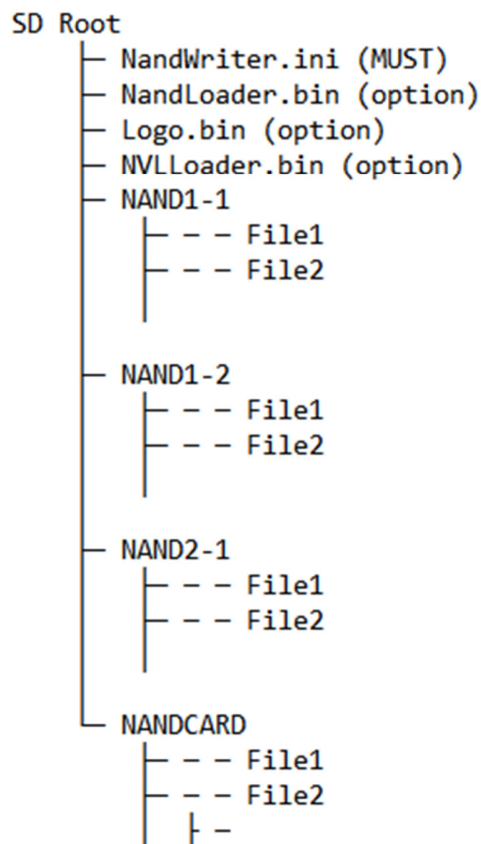 SD Root
NandWriter.ini (MUST)
NandLoader.bin (option)
Logo.bin (option)
NVLLoader.bin (option)
NAND1-1
File1
File2
NAND1-2
File1
File2
NAND2-1
File1
File2
NANDCARD
File1
File2